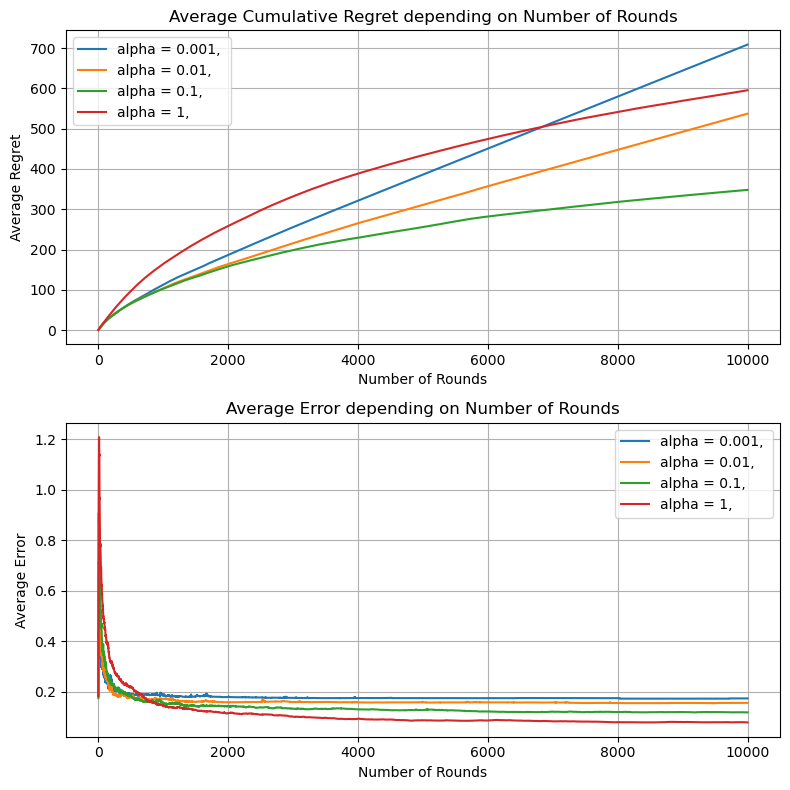 Average Cumulative Regret depending on Number of Rounds
700
600
500
400
300
200
100
0
Average Regret
alpha = 0.001,
alpha = 0.01,
alpha = 0.1,
alpha = 1,
0 2000 4000 6000 8000 10000
Number of Rounds
Average Error depending on Number of Rounds
1.2
1.0
0.8
0.6
0.4
0.2
Average Error
alpha = 0.001,
alpha = 0.01,
alpha = 0.1,
alpha = 1,
0 2000 4000 6000 8000 10000
Number of Rounds